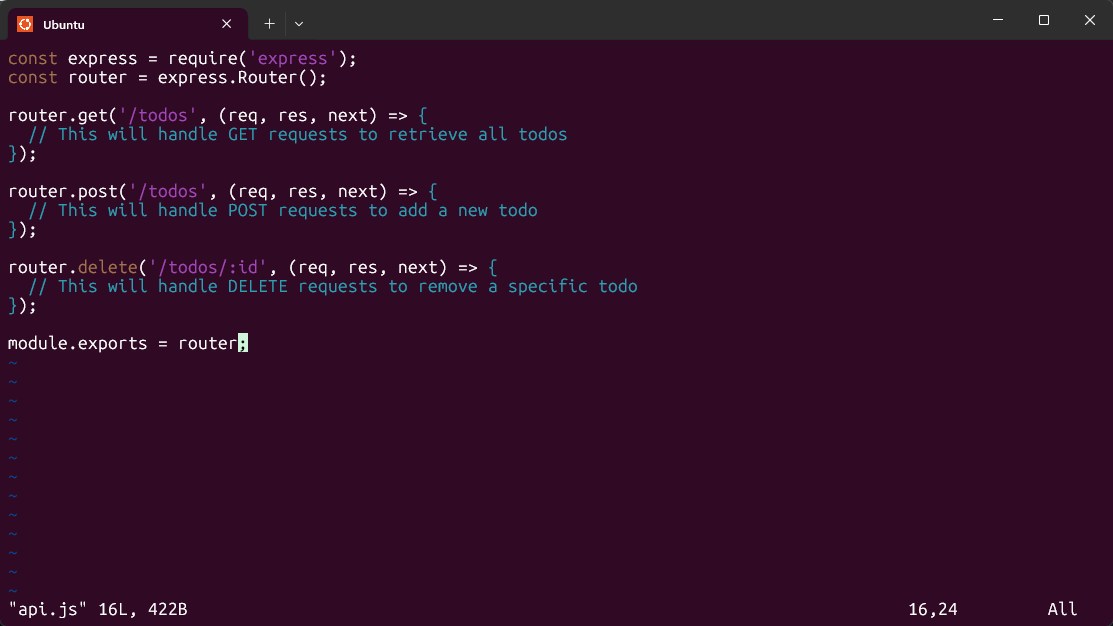 Ubuntu
const express = require('express');
const router = express.Router();
router.get('/todos', (req, res, next) => {
  // This will handle GET requests to retrieve all todos
});
router.post('/todos', (req, res, next) => {
  // This will handle POST requests to add a new todo
});
router.delete('/todos/:id', (req, res, next) => {
  // This will handle DELETE requests to remove a specific todo
});
module.exports = router;
~
~
~
~
~
~
~
~
~
~
~
~
~
"api.js" 16L, 422B 16,24 All